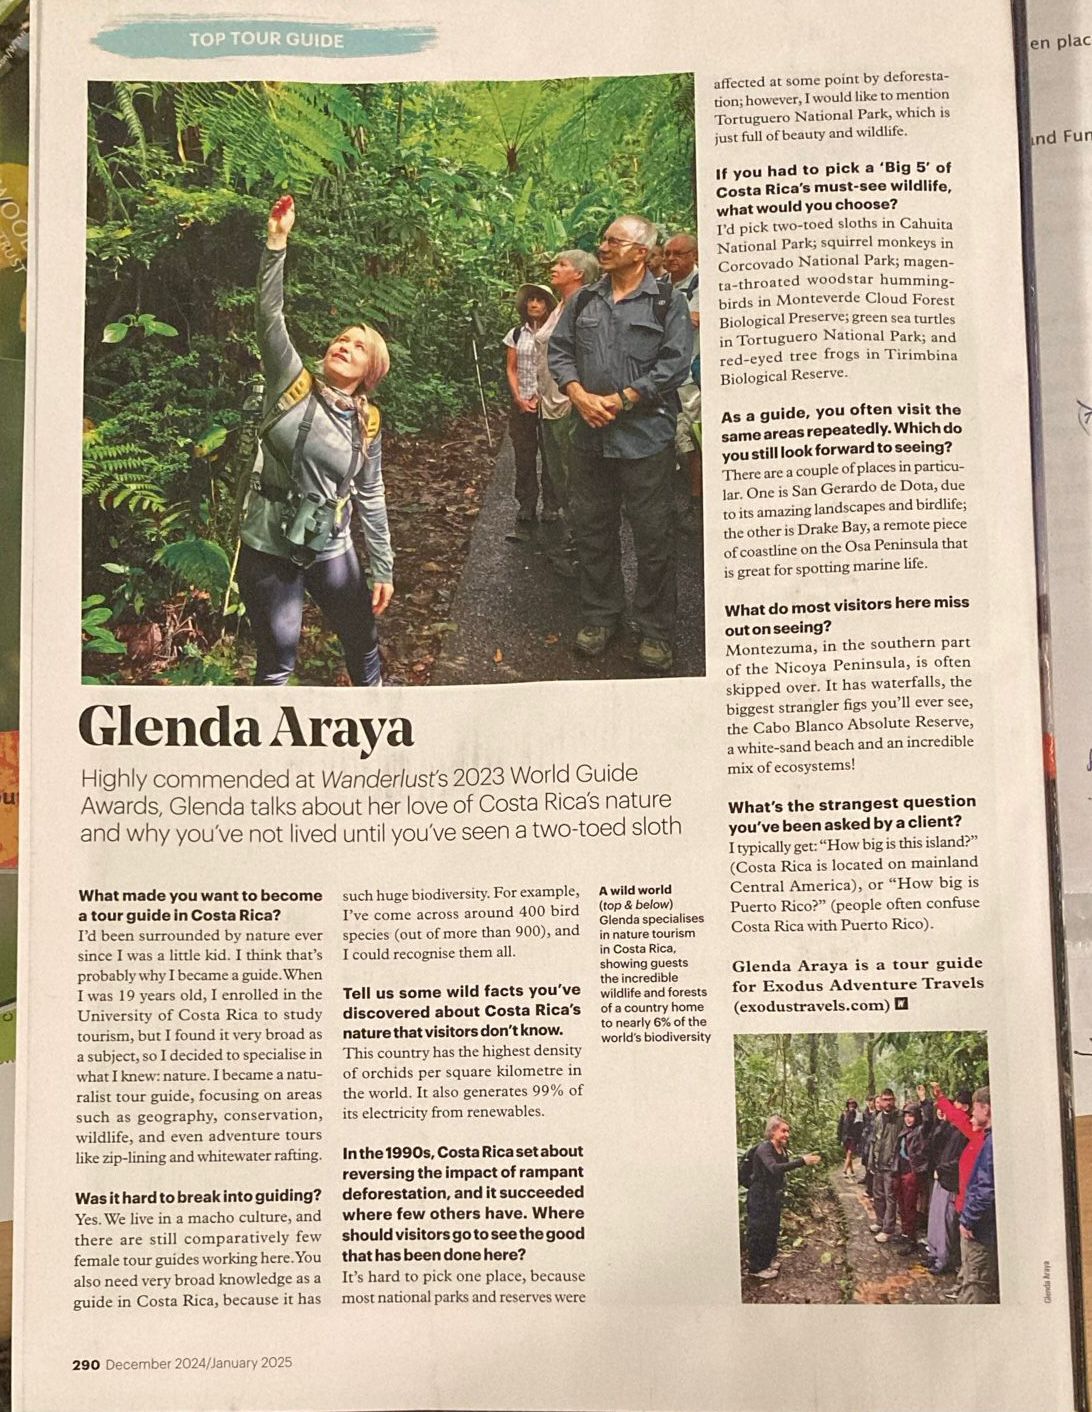 TOP TOUR GUIDE
Glenda Araya
Highly commended at Wanderlust's 2023 World Guide
Awards, Glenda talks about her love of Costa Rica's nature
and why you've not lived until you've seen a two-toed sloth
What made you want to become
a tour guide in Costa Rica?
I'd been surrounded by nature ever
since I was a little kid. I think that's
probably why I became a guide. When
I was 19 years old, I enrolled in the
University of Costa Rica to study
tourism, but I found it very broad as
a subject, so I decided to specialise in
what I knew: nature. I became a natu-
ralist tour guide, focusing on areas
such as geography, conservation,
wildlife, and even adventure tours
like zip-lining and whitewater rafting.
Was it hard to break into guiding?
Yes. We live in a macho culture, and
there are still comparatively few
female tour guides working here. You
also need very broad knowledge as a
guide in Costa Rica, because it has
such huge biodiversity. For example,
I've come across around 400 bird
species (out of more than 900), and
I could recognise them all.
Tell us some wild facts you've
discovered about Costa Rica's
nature that visitors don't know.
This country has the highest density
of orchids per square kilometre in
the world. It also generates 99% of
its electricity from renewables.
In the 1990s, Costa Rica set about
reversing the impact of rampant
deforestation, and it succeeded
where few others have. Where
should visitors go to see the good
that has been done here?
It's hard to pick one place, because
most national parks and reserves were
affected at some point by deforesta-
tion; however, I would like to mention
Tortuguero National Park, which is
just full of beauty and wildlife.
If you had to pick a 'Big 5' of
Costa Rica's must-see wildlife,
what would you choose?
I'd pick two-toed sloths in Cahuita
National Park; squirrel monkeys in
Corcovado National Park; magen-
ta-throated woodstar humming-
birds in Monteverde Cloud Forest
Biological Preserve; green sea turtles
in Tortuguero National Park; and
red-eyed tree frogs in Tirimbina
Biological Reserve.
As a guide, you often visit the
same areas repeatedly. Which do
you still look forward to seeing?
There are a couple of places in particu-
lar. One is San Gerardo de Dota, due
to its amazing landscapes and birdlife;
the other is Drake Bay, a remote piece
of coastline on the Osa Peninsula that
is great for spotting marine life.
What do most visitors here miss
out on seeing?
Montezuma, in the southern part
of the Nicoya Peninsula, is often
skipped over. It has waterfalls, the
biggest strangler figs you'll ever see,
the Cabo Blanco Absolute Reserve,
a white-sand beach and an incredible
mix of ecosystems!
What's the strangest question
you've been asked by a client?
I typically get: "How big is this island?"
(Costa Rica is located on mainland
Central America), or "How big is
Puerto Rico?" (people often confuse
Costa Rica with Puerto Rico).
Glenda Araya is a tour guide
for Exodus Adventure Travels
(exodustravels.com) W
A wild world
(top & below)
Glenda specialises
in nature tourism
in Costa Rica,
showing guests
the incredible
wildlife and forests
of a country home
to nearly 6% of the
world's biodiversity
Glenda Araya
290 December 2024/January 2025
TRUST
en plac
nd Fun